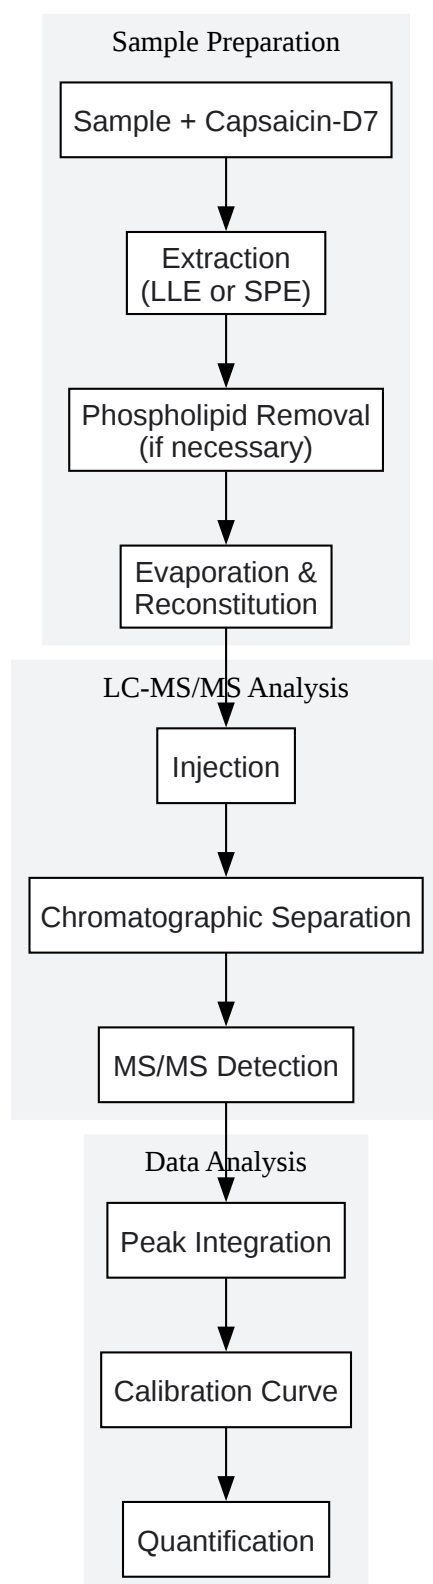 Sample Preparation
Sample + Capsaicin-D7
Extraction
(LLE or SPE)
Phospholipid Removal
(if necessary)
Evaporation &
Reconstitution
LC-MS/MS Analysis
Injection
Chromatographic Separation
MS/MS Detection
Data Analysis
Peak Integration
Calibration Curve
Quantification